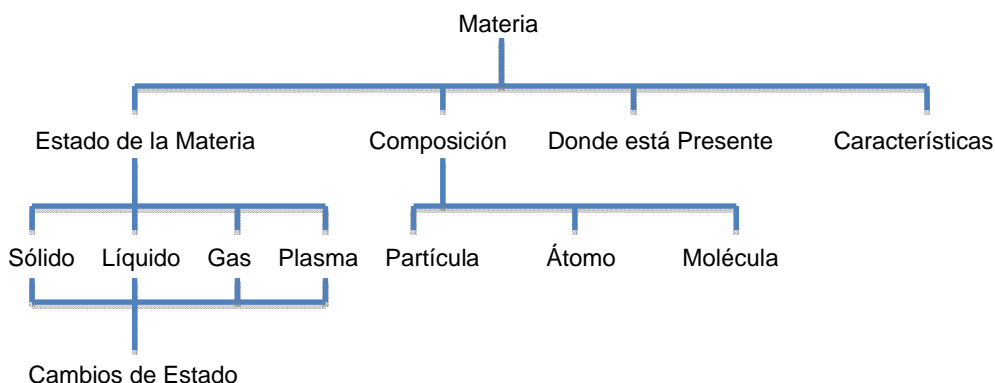 Materia
Estado de la Materia Composición Donde está Presente Característícas
Sólido Líquido Gas Plasma Partícula Átomo Molécula
Cambios de Estado